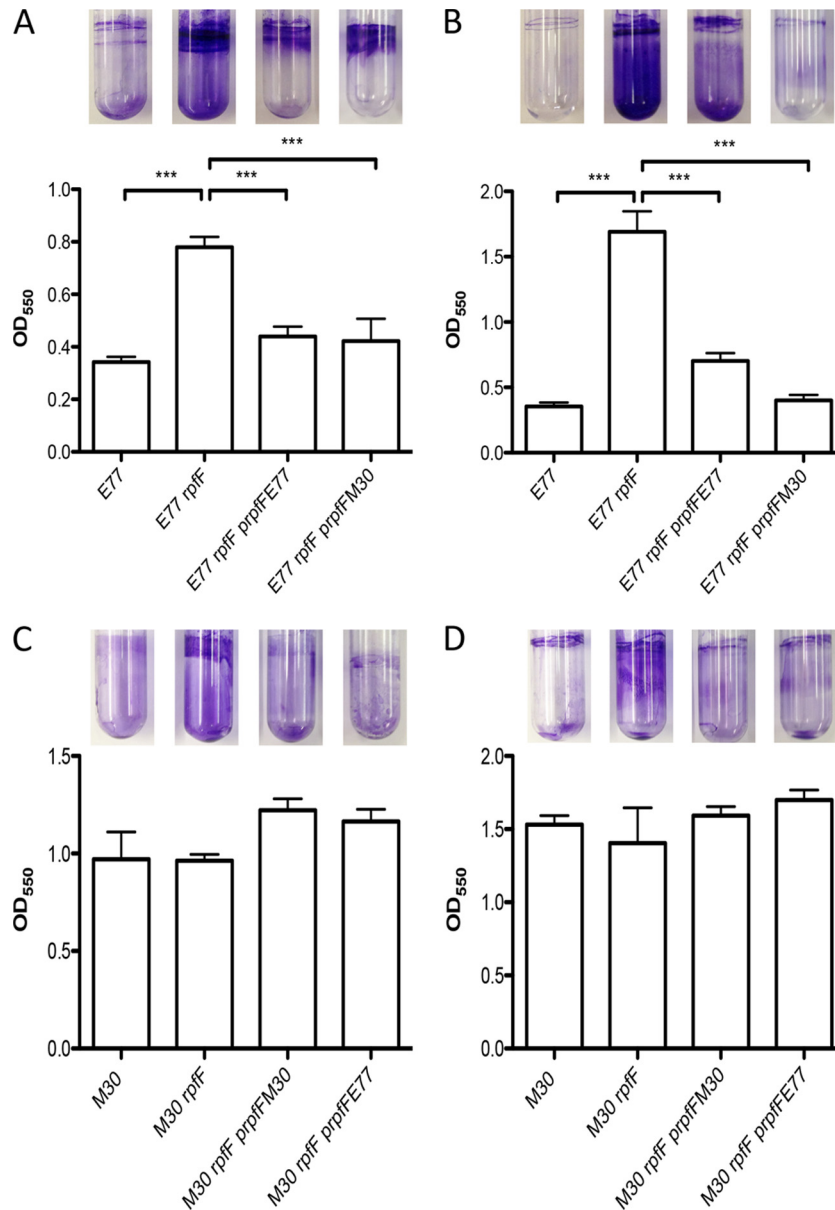 A
***
***
***
1.0
0.8
0.6
0.4
0.2
0.0
OD550
E77
E77 rpfF
E77 rpfF prpfFE77
E77 rpfF prpfFM30
B
***
***
***
2.0
1.5
1.0
0.5
0.0
OD550
E77
E77 rpfF
E77 rpfF prpfFE77
E77 rpfF prpfFM30
C
1.5
1.0
0.5
0.0
OD550
M30
M30 rpfF
M30 rpfF prpfFM30
M30 rpfF prpfFE77
D
2.0
1.5
1.0
0.5
0.0
OD550
M30
M30 rpfF
M30 rpfF prpfFM30
M30 rpfF prpfFE77